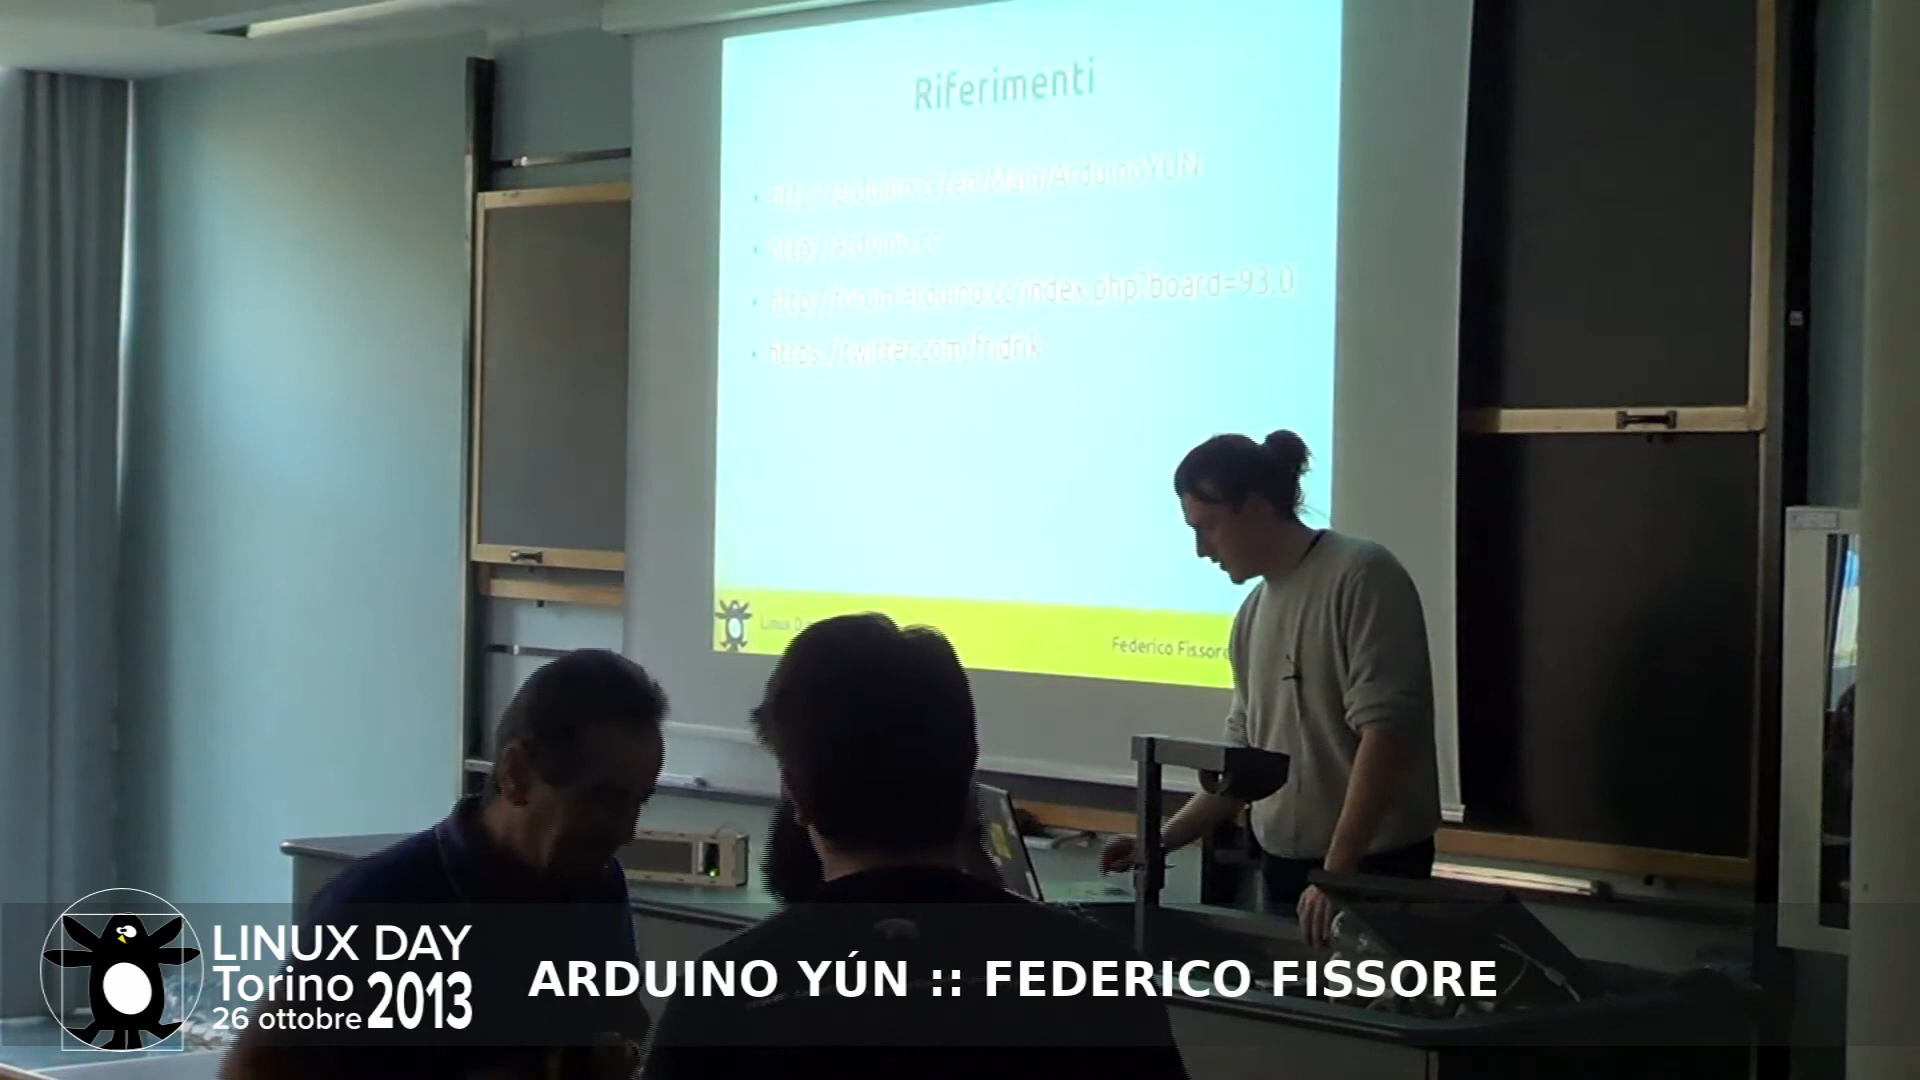 Riferimenti
http://arduino.cc/en/Main/ArduinoYUN
http://arduino.cc
http://forum.arduino.cc/index.php?board=93.0
https://twitter.com/fridrik
Linux
Federico Fissore
LINUX DAY
Torino
26 ottobre 2013
ARDUINO YÚN :: FEDERICO FISSORE